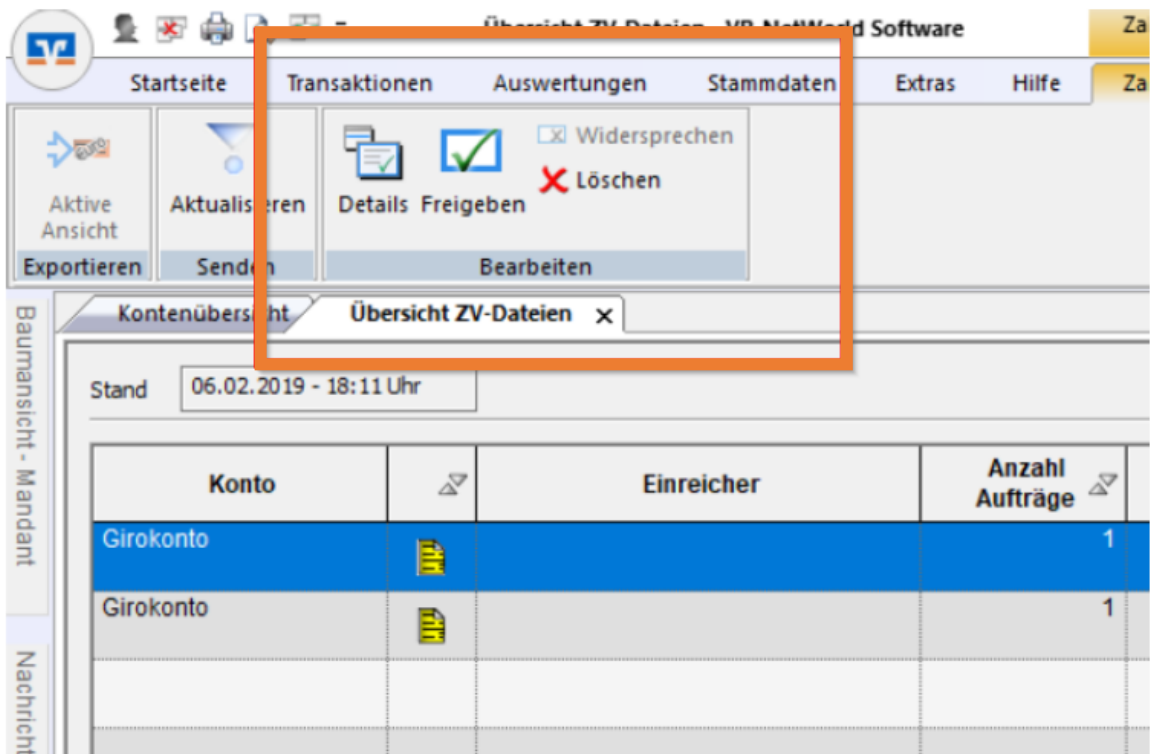 Übersicht ZV-Dateien - VR-NetWorld Software
Za
Startseite Transaktionen Auswertungen Stammdaten Extras Hilfe Za
Widersprechen
Löschen
Aktive Ansicht
Aktualisieren
Details Freigeben
Exportieren Senden Bearbeiten
Kontenübersicht Übersicht ZV-Dateien x
Stand 06.02.2019 - 18:11 Uhr
Konto Einreicher Anzahl Aufträge
Girokonto 1
Girokonto 1
Baumansicht - Mandant
Nachricht